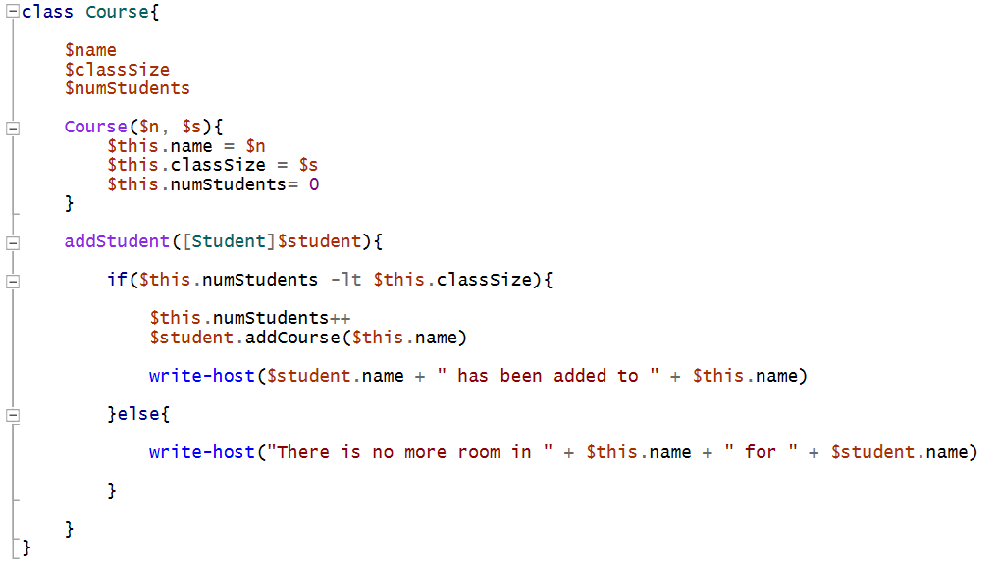 class Course{
$name
$classSize
$numStudents
Course($n, $s){
$this.name = $n
$this.classSize = $s
$this.numStudents= 0
}
addStudent([Student]$student){
if($this.numStudents -lt $this.classSize){
$this.numStudents++
$student.addCourse($this.name)
write-host($student.name + " has been added to " + $this.name)
}else{
write-host("There is no more room in " + $this.name + " for " + $student.name)
}
}
}